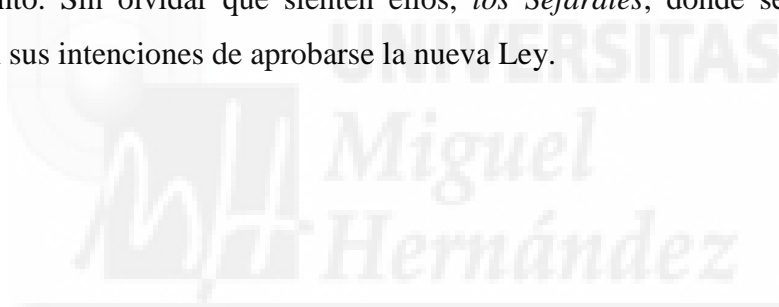 nto. Sin olvidar que sienten ellos, los Sefardíes, donde se
sus intenciones de aprobarse la nueva Ley.
UNIVERSITAS
Miguel
Hernández